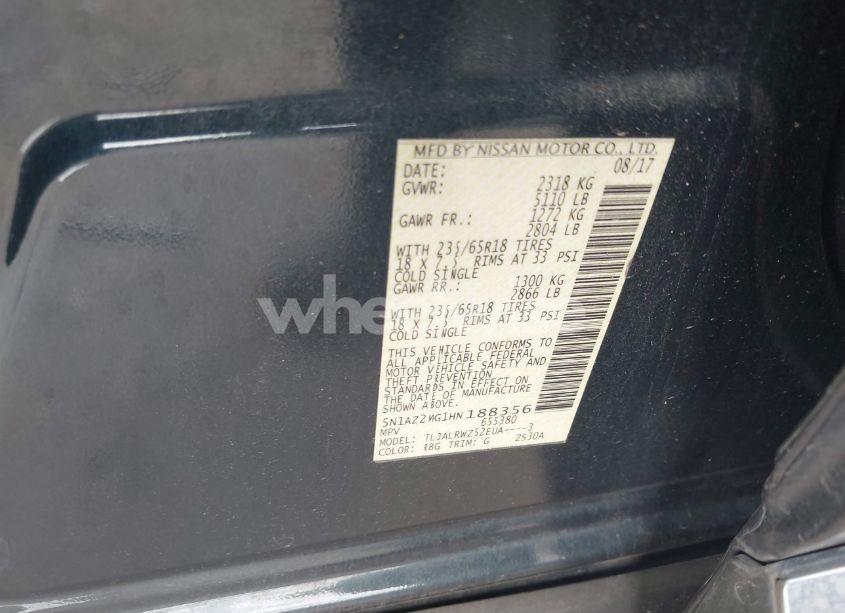 MFD BY NISSAN MOTOR CO., LTD.
DATE: 08/17
GVWR: 2318 KG
5110 LB
GAWR FR.: 1272 KG
2804 LB
WITH 235/65R18 TIRES
18 X 7.5 RIMS AT 33 PSI
COLD SINGLE
GAWR RR.: 1300 KG
2866 LB
WITH 235/65R18 TIRES
18 X 7.5 RIMS AT 33 PSI
COLD SINGLE
THIS VEHICLE CONFORMS TO
ALL APPLICABLE FEDERAL
MOTOR VEHICLE SAFETY AND
THEFT PREVENTION
STANDARDS IN EFFECT ON
THE DATE OF MANUFACTURE
SHOWN ABOVE.
5N1AZ2MG1HN188356
MPV 655380
MODEL: TLJALRWZ52EUA----3
COLOR: RBG TRIM: G ZS30A